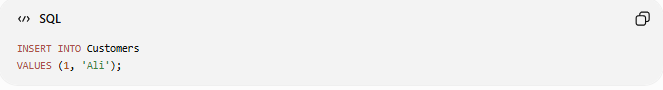 SQL
INSERT INTO Customers
VALUES (1, 'Ali');